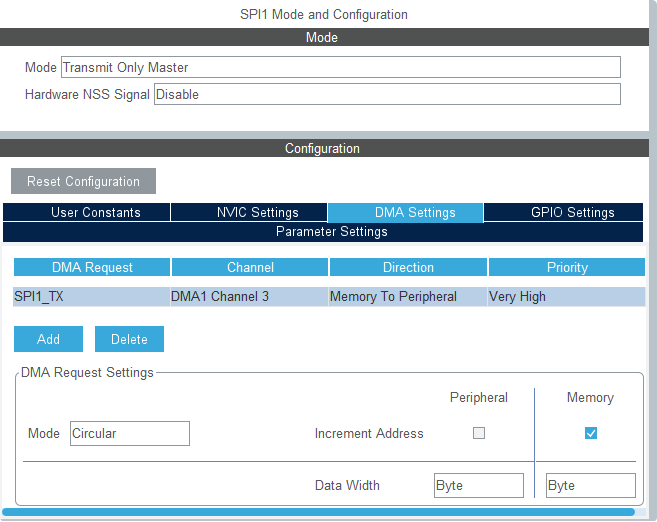 SPI1 Mode and Configuration
Mode
Mode Transmit Only Master
Hardware NSS Signal Disable
Configuration
Reset Configuration
User Constants NVIC Settings DMA Settings GPIO Settings
Parameter Settings
DMA Request Channel Direction Priority
SPI1_TX DMA1 Channel 3 Memory To Peripheral Very High
Add Delete
DMA Request Settings
Peripheral Memory
Mode Circular Increment Address
Data Width Byte Byte